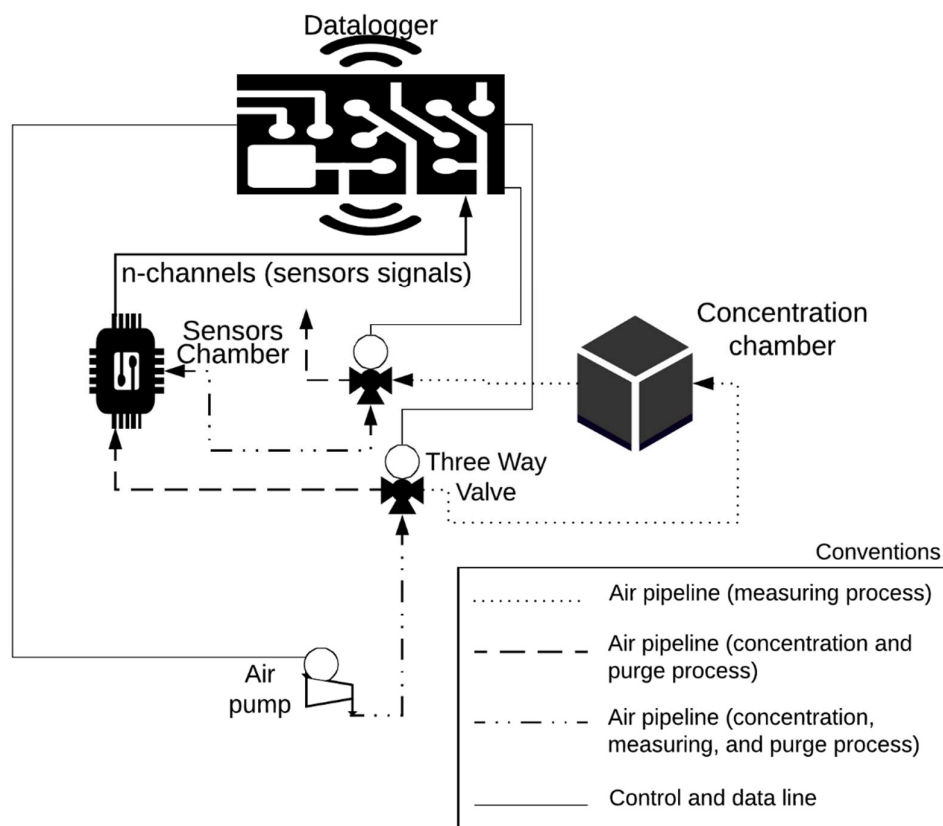 Datalogger
n-channels (sensors signals)
Sensors
Chamber
Concentration
chamber
Three Way
Valve
Air
pump
Conventions
Air pipeline (measuring process)
Air pipeline (concentration and
purge process)
Air pipeline (concentration,
measuring, and purge process)
Control and data line